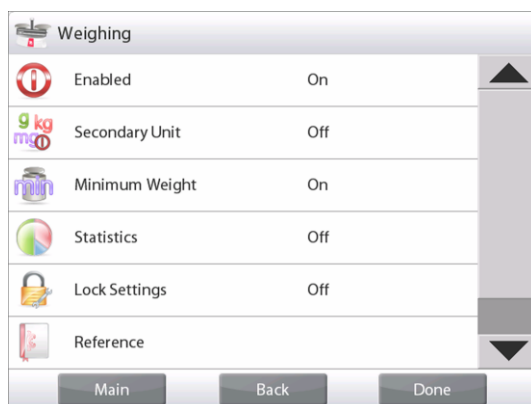 Weighing
Enabled On
g kg
mg
Secondary Unit Off
min
Minimum Weight On
Statistics Off
Lock Settings Off
Reference
Main Back Done